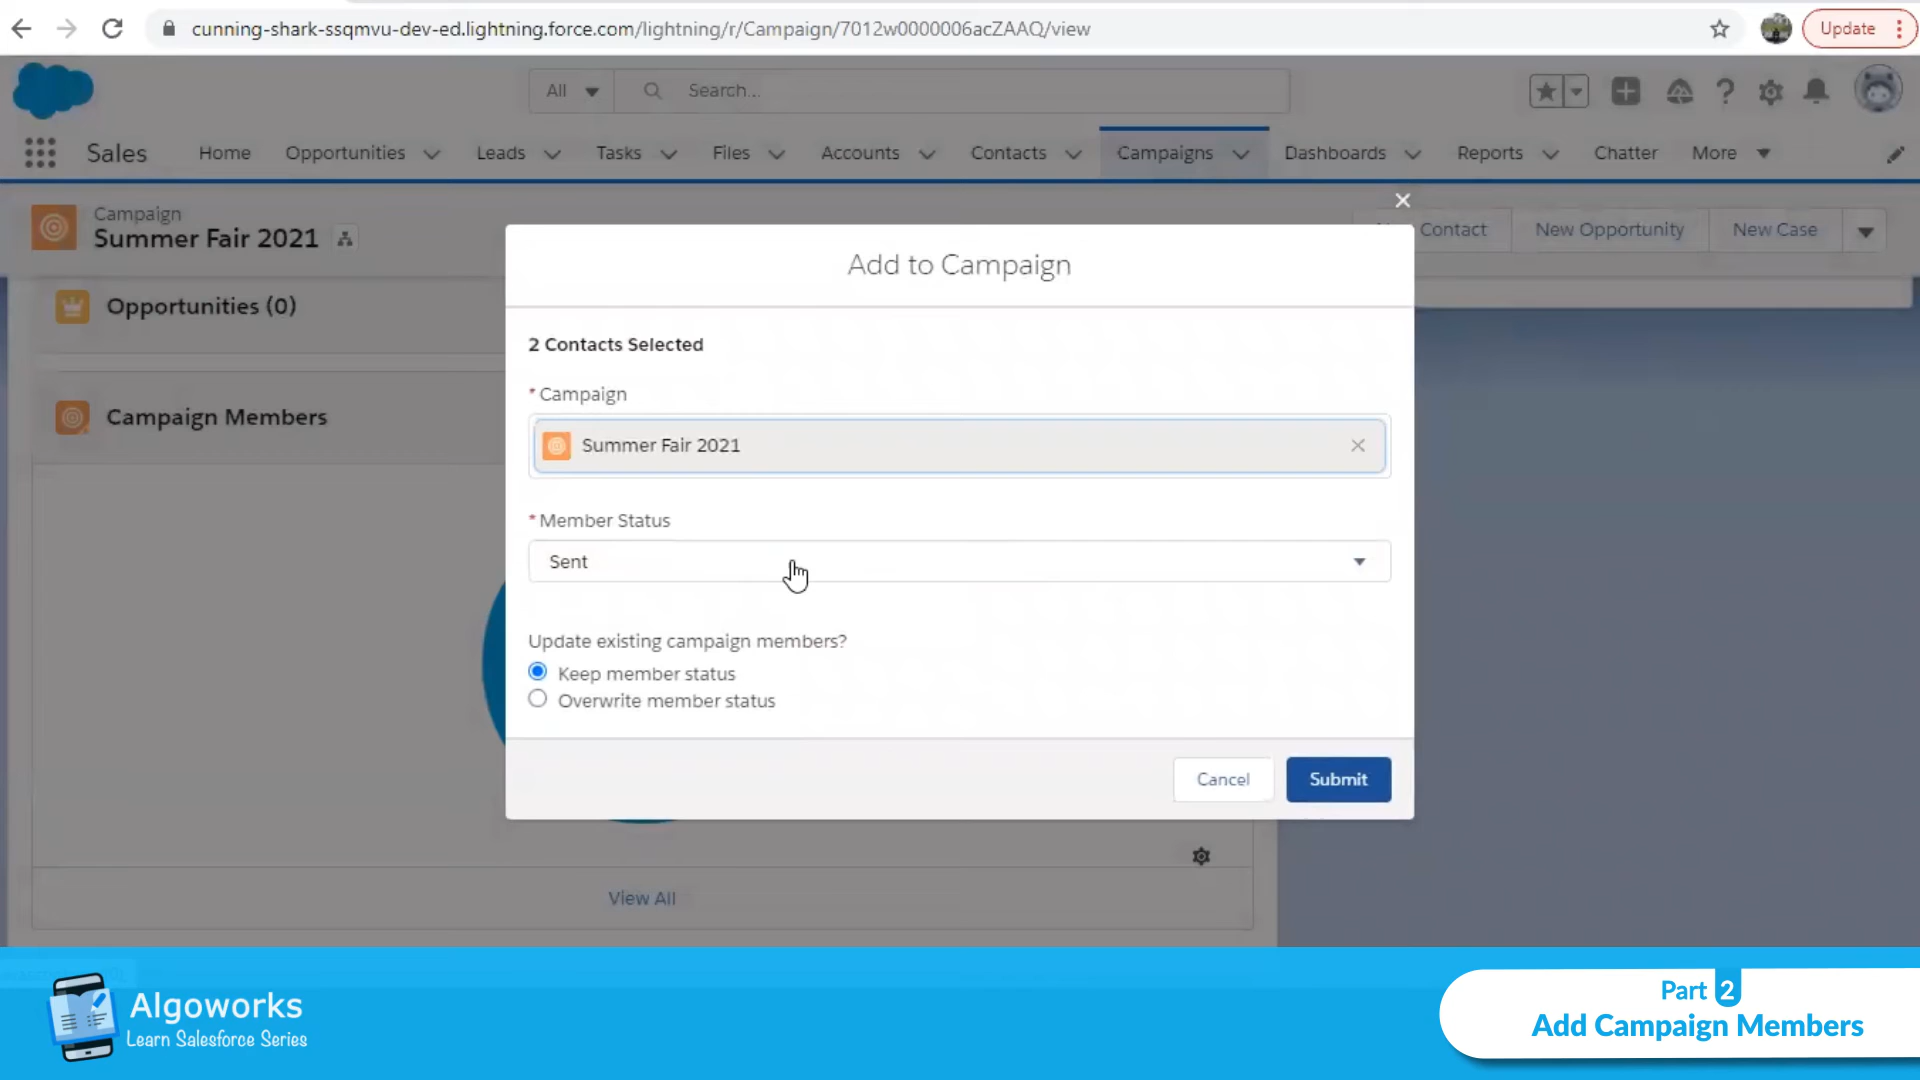 cunning-shark-ssqmvu-dev-ed.lightning.force.com/lightning/r/Campaign/7012w0000006acZAAQ/view
Update
All
Search...
Sales
Home
Opportunities
Leads
Tasks
Files
Accounts
Contacts
Campaigns
Dashboards
Reports
Chatter
More
Campaign
Summer Fair 2021
Contact
New Opportunity
New Case
Opportunities (0)
Campaign Members
View All
Add to Campaign
2 Contacts Selected
* Campaign
Summer Fair 2021
* Member Status
Sent
Update existing campaign members?
Keep member status
Overwrite member status
Cancel
Submit
Algoworks
Learn Salesforce Series
Part 2
Add Campaign Members